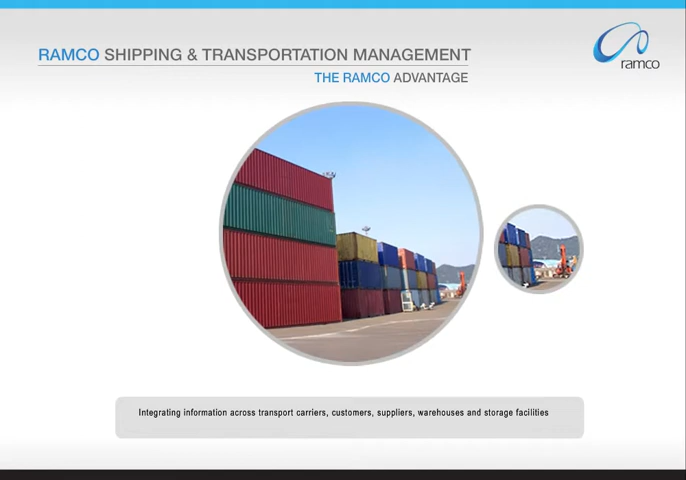 RAMCO SHIPPING & TRANSPORTATION MANAGEMENT
THE RAMCO ADVANTAGE
ramco
Integrating information across transport carriers, customers, suppliers, warehouses and storage facilities